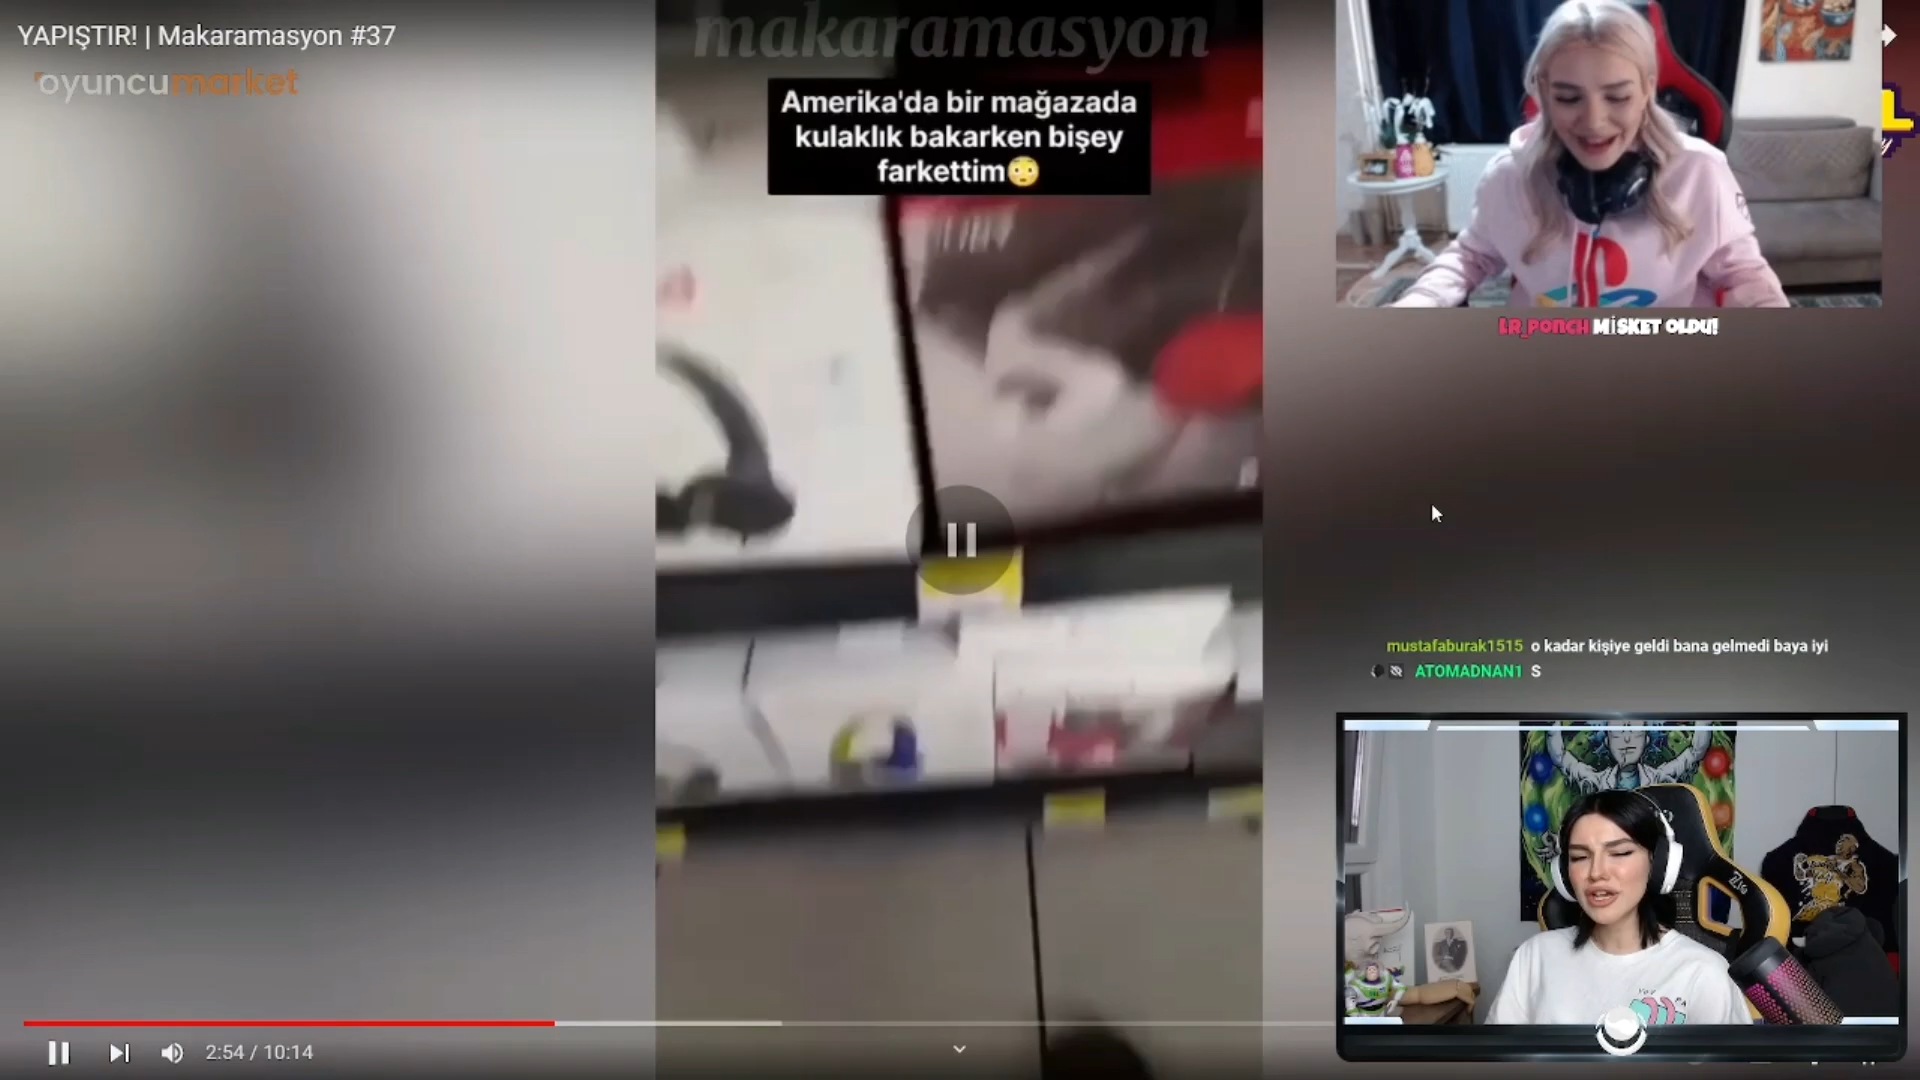 YAPIŞTIR! | Makaramasyon #37
oyuncumarket
makaramasyon
Amerika'da bir mağazada
kulaklık bakarken bişey
farkettim😳
LR_PONCH MİSKET OLDU!
mustafaburak1515 o kadar kişiye geldi bana gelmedi baya iyi
ATOMADNAN1 S
2:54 / 10:14